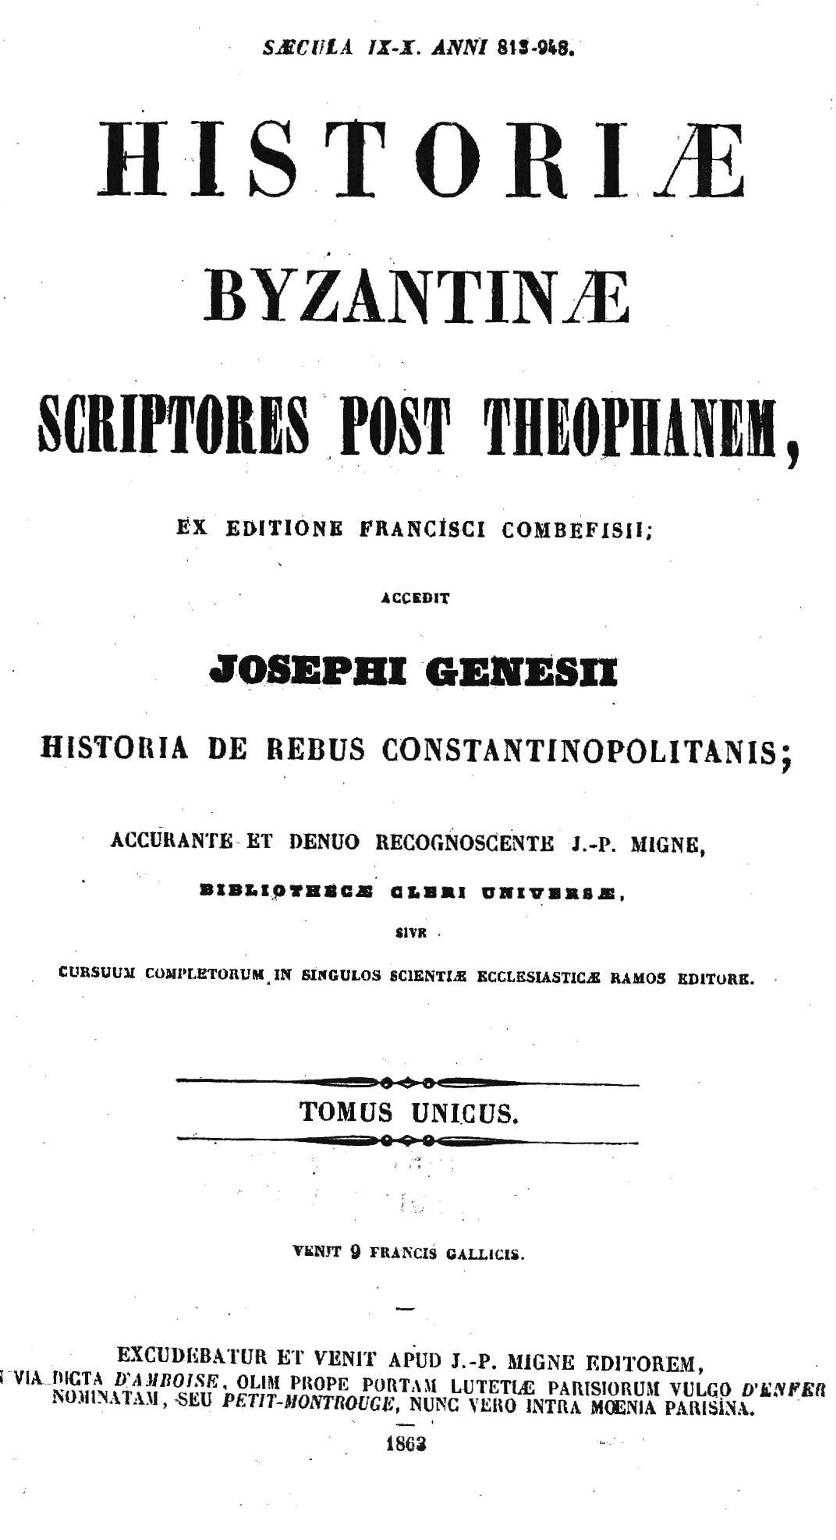 SÆCULA IX-X. ANNI 813-948.
HISTORIÆ
BYZANTINÆ
SCRIPTORES POST THEOPHANEM,
EX EDITIONE FRANCISCI COMBEFISII;
ACCEDIT
JOSEPHI GENESII
HISTORIA DE REBUS CONSTANTINOPOLITANIS;
ACCURANTE ET DENUO RECOGNOSCENTE J.-P. MIGNE,
BIBLIOTHECÆ CLERI UNIVERSÆ,
SIVE
CURSUUM COMPLETORUM IN SINGULOS SCIENTIÆ ECCLESIASTICÆ RAMOS EDITORE.
TOMUS UNICUS.
VENIT 9 FRANCIS GALLICIS.
EXCUDEBATUR ET VENIT APUD J.-P. MIGNE EDITOREM,
VIA DICTA D'AMBOISE, OLIM PROPE PORTAM LUTETIÆ PARISIORUM VULGO D'ENFER
NOMINATAM, SEU PETIT-MONTROUGE, NUNC VERO INTRA MŒNIA PARISINA.
1863